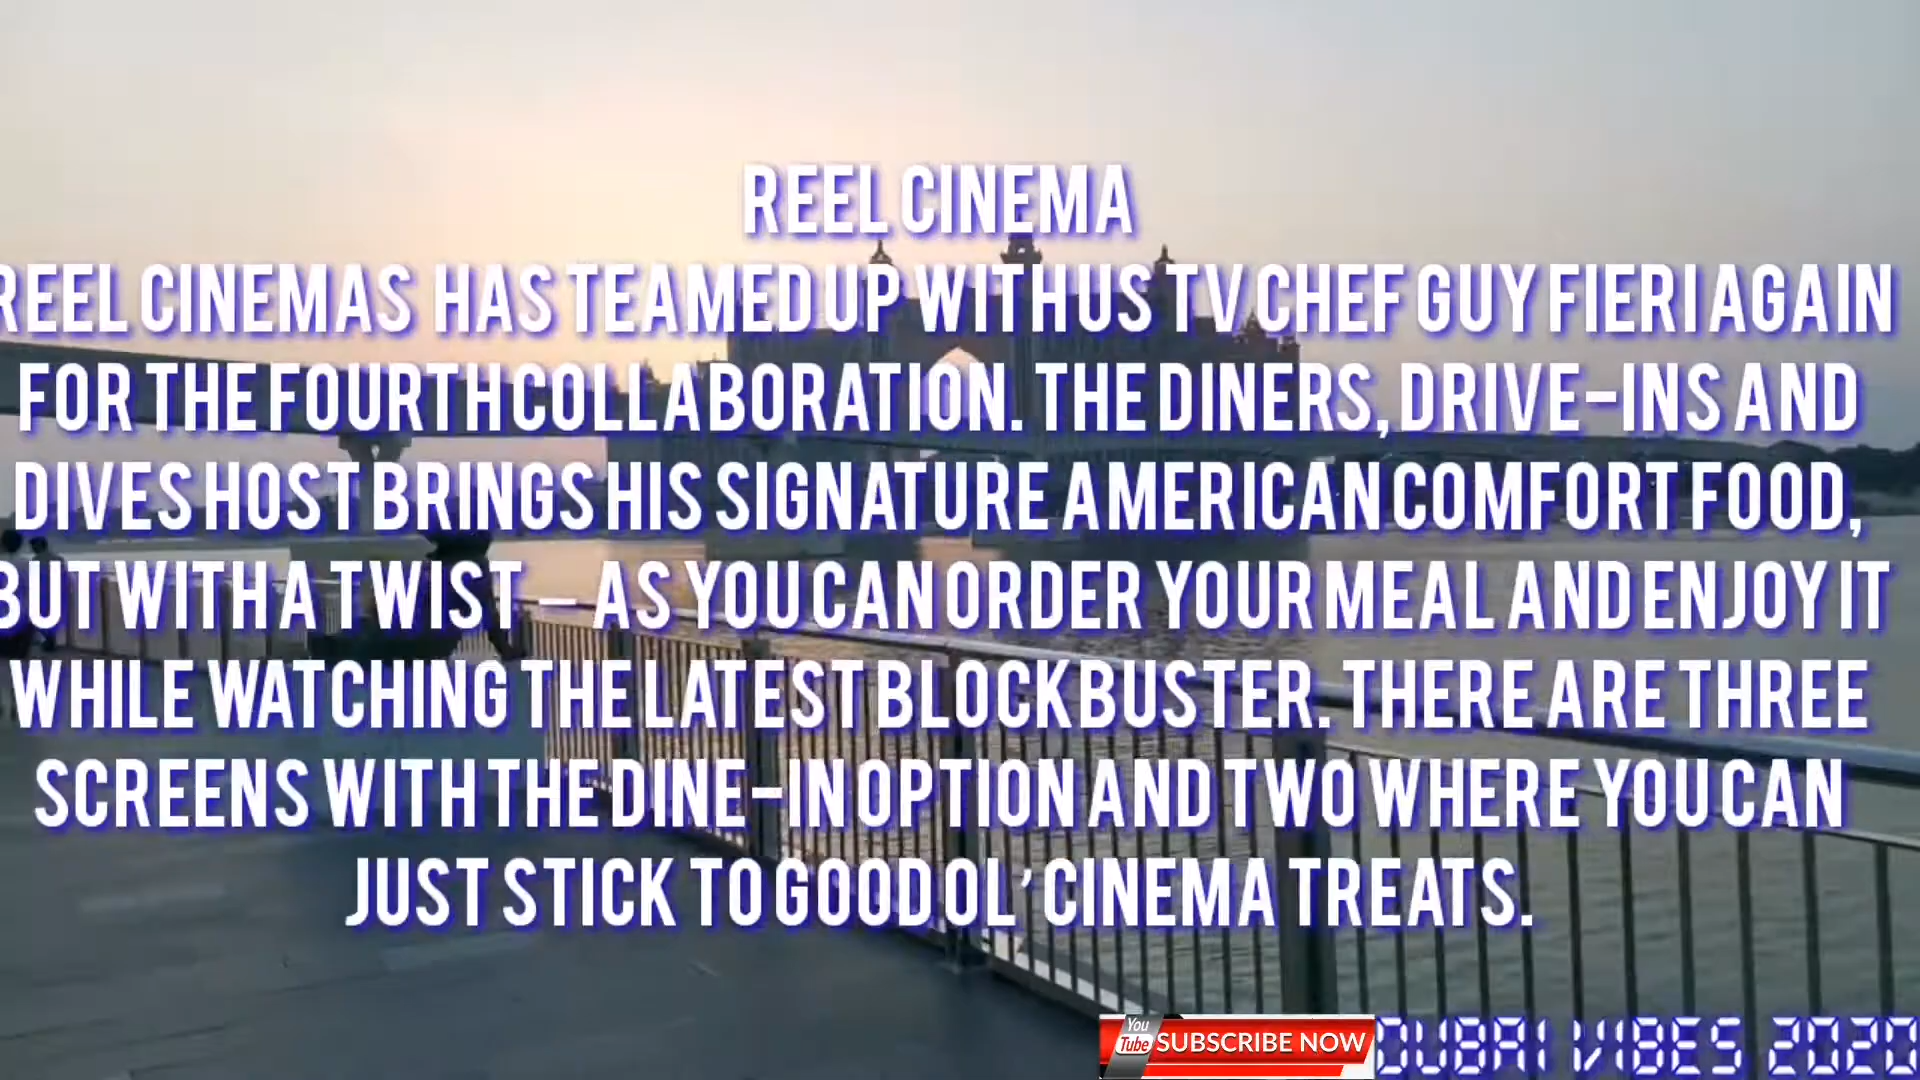 REEL CINEMA
REEL CINEMAS HAS TEAMED UP WITH US TV CHEF GUY FIERI AGAIN
FOR THE FOURTH COLLABORATION. THE DINERS, DRIVE-INS AND
DIVES HOST BRINGS HIS SIGNATURE AMERICAN COMFORT FOOD,
BUT WITH A TWIST – AS YOU CAN ORDER YOUR MEAL AND ENJOY IT
WHILE WATCHING THE LATEST BLOCKBUSTER. THERE ARE THREE
SCREENS WITH THE DINE-IN OPTION AND TWO WHERE YOU CAN
JUST STICK TO GOOD OL' CINEMA TREATS.
You Tube SUBSCRIBE NOW DUBAI VIBES 2020